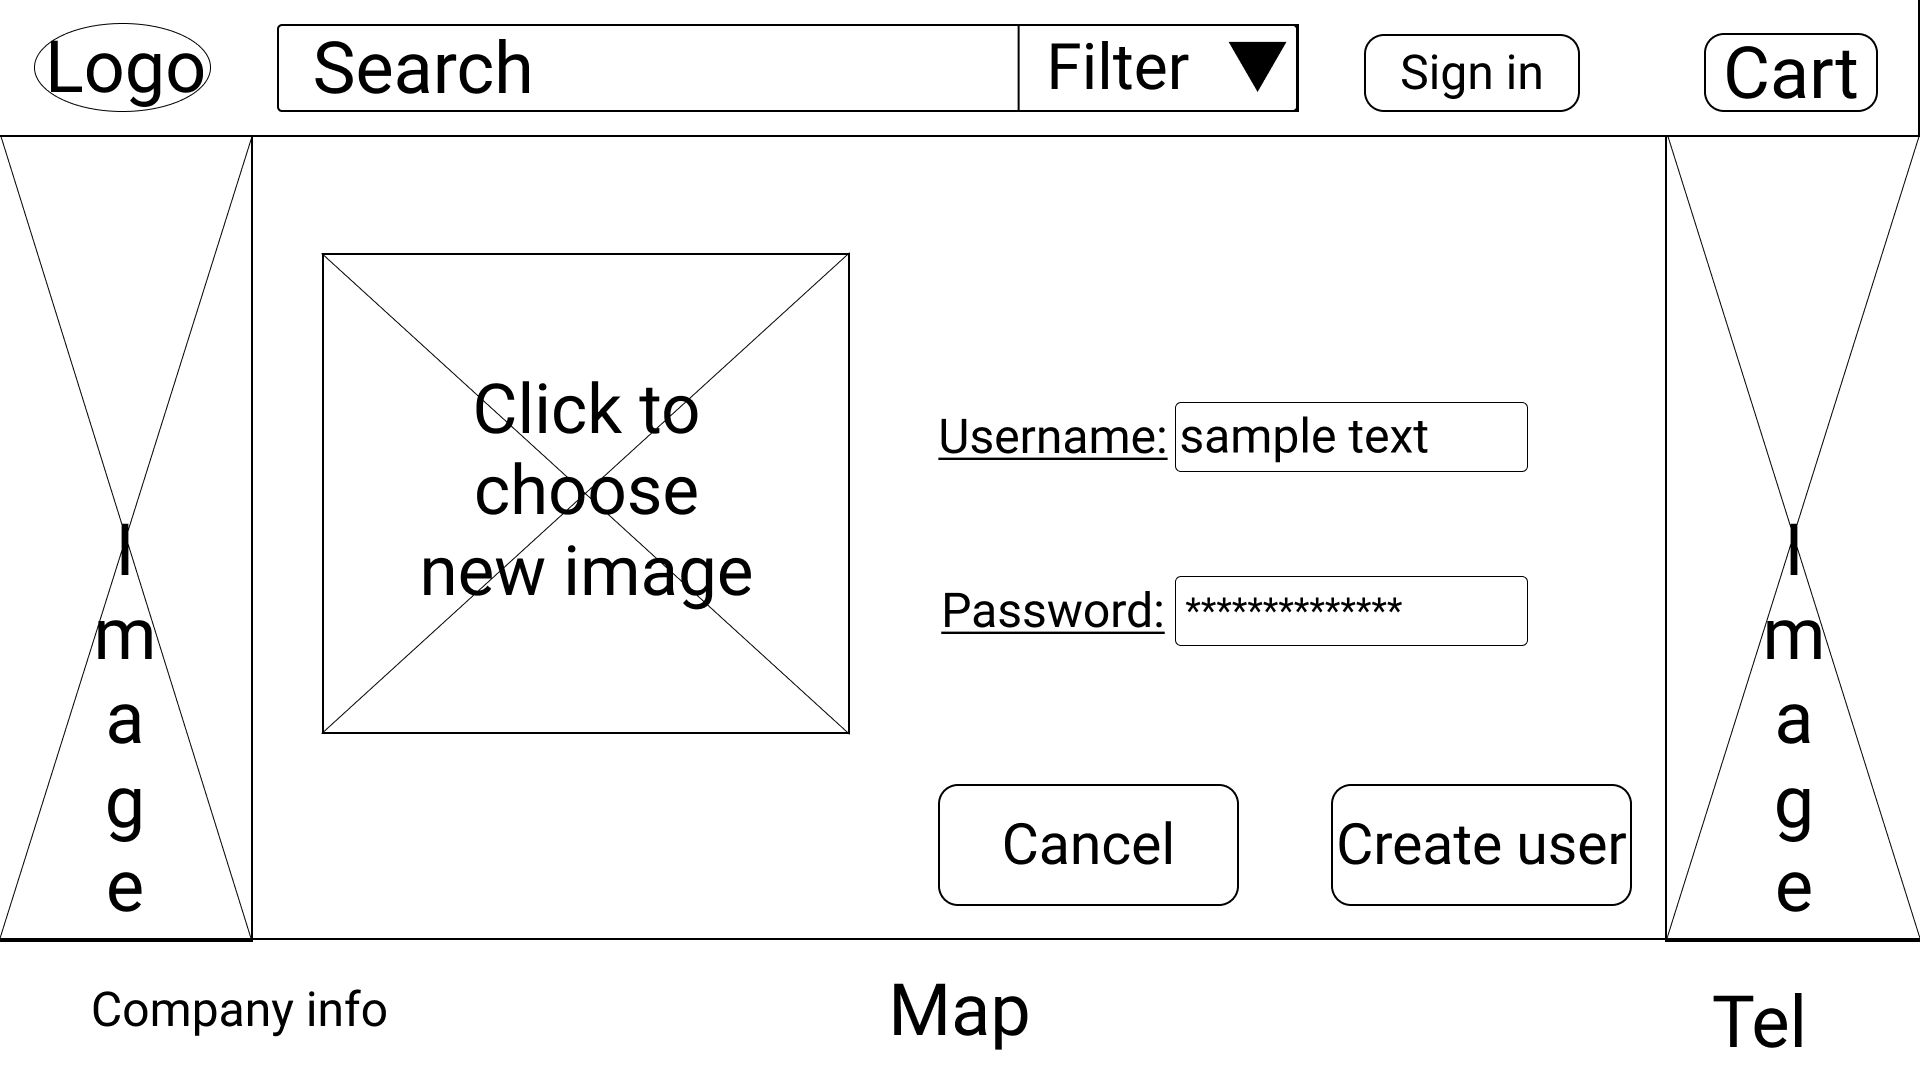 Logo
Search
Filter
Sign in
Cart
I
m
a
g
e
Click to
choose
new image
Username: sample text
Password: **************
Cancel
Create user
I
m
a
g
e
Company info
Map
Tel